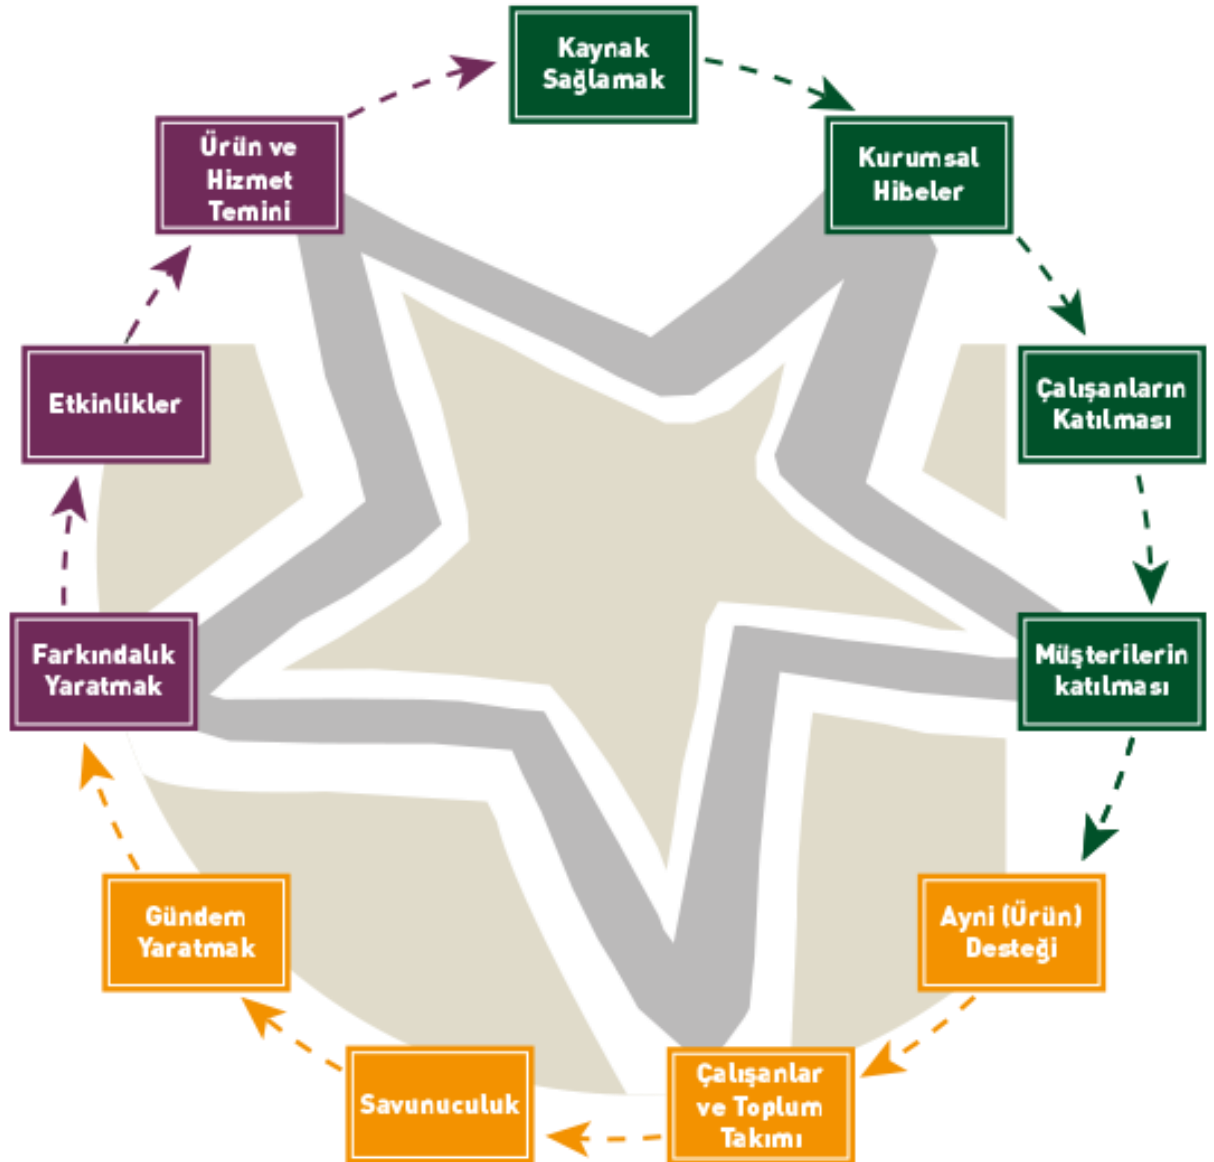 Kaynak
Sağlamak
Kurumsal
Hibeler
Çalışanların
Katılması
Müşterilerin
katılması
Ayni (Ürün)
Desteği
Çalışanlar
ve Toplum
Takımı
Savunuculuk
Gündem
Yaratmak
Farkındalık
Yaratmak
Etkinlikler
Ürün ve
Hizmet
Temini